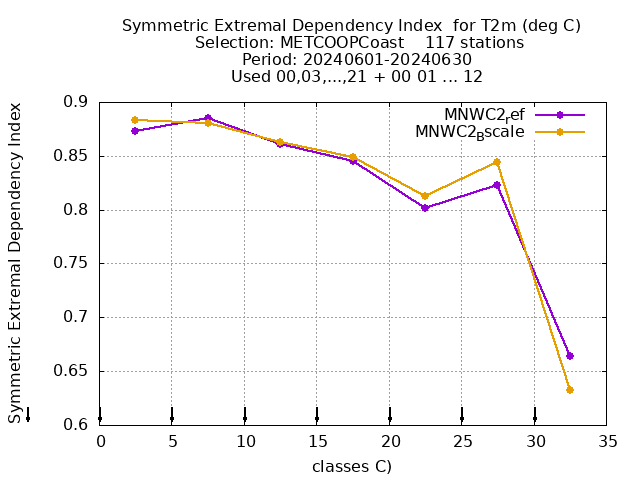 Symmetric Extremal Dependency Index  for T2m (deg C)
Selection: METCOOPCoast    117 stations
Period: 20240601-20240630
Used 00,03,...,21 + 00 01 ... 12
Symmetric Extremal Dependency Index
MNWC2ref
MNWC2Bscale
0.9
0.85
0.8
0.75
0.7
0.65
0.6
0 5 10 15 20 25 30 35
classes C)